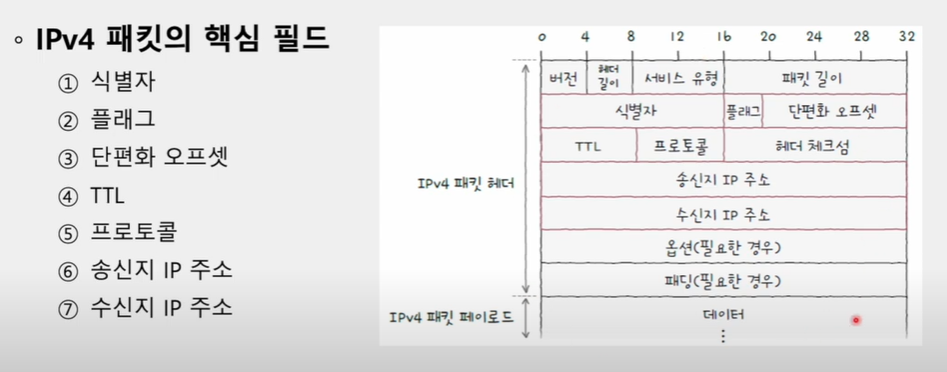 ◦ IPv4 패킷의 핵심 필드
① 식별자
② 플래그
③ 단편화 오프셋
④ TTL
⑤ 프로토콜
⑥ 송신지 IP 주소
⑦ 수신지 IP 주소
0 4 8 12 16 20 24 28 32
버전 헤더 길이 서비스 유형 패킷 길이
식별자 플래그 단편화 오프셋
TTL 프로토콜 헤더 체크섬
IPv4 패킷 헤더
송신지 IP 주소
수신지 IP 주소
옵션(필요한 경우)
패딩(필요한 경우)
IPv4 패킷 페이로드
데이터
⋮